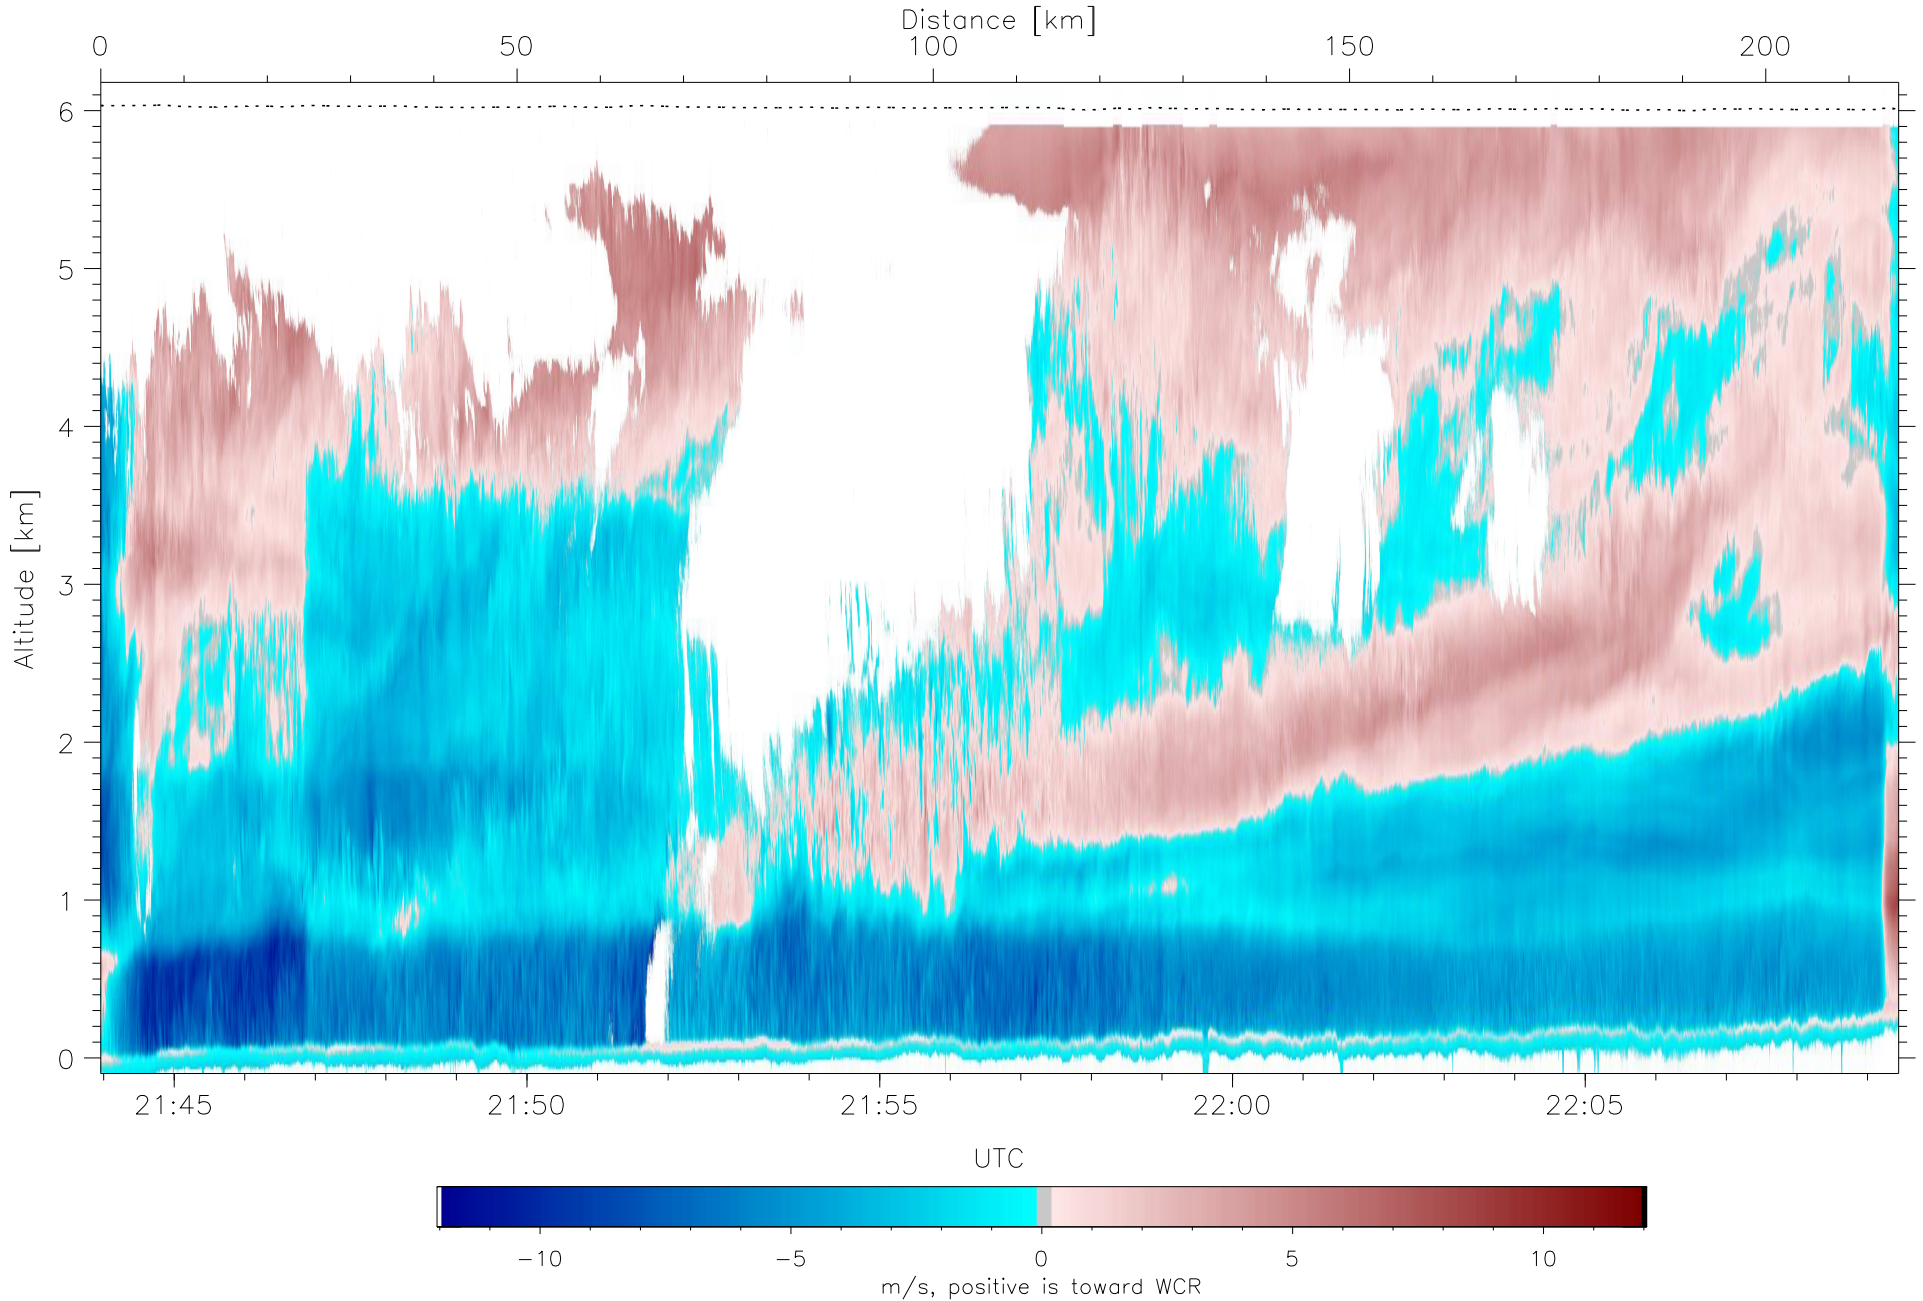 Distance [km]
0 50 100 150 200
6
5
4
3
2
1
0
Altitude [km]
21:45 21:50 21:55 22:00 22:05
UTC
−10 −5 0 5 10
m/s, positive is toward WCR